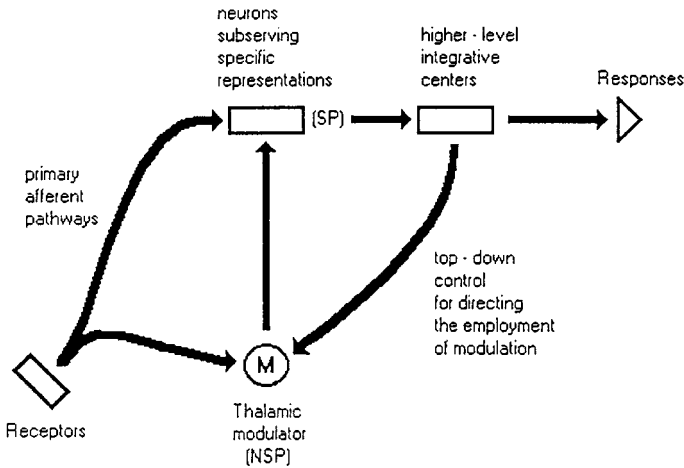 neurons
subserving
specific
representations
(SP)
higher - level
integrative
centers
Responses
primary
afferent
pathways
top - down
control
for directing
the employment
of modulation
M
Receptors
Thalamic
modulator
(NSP)